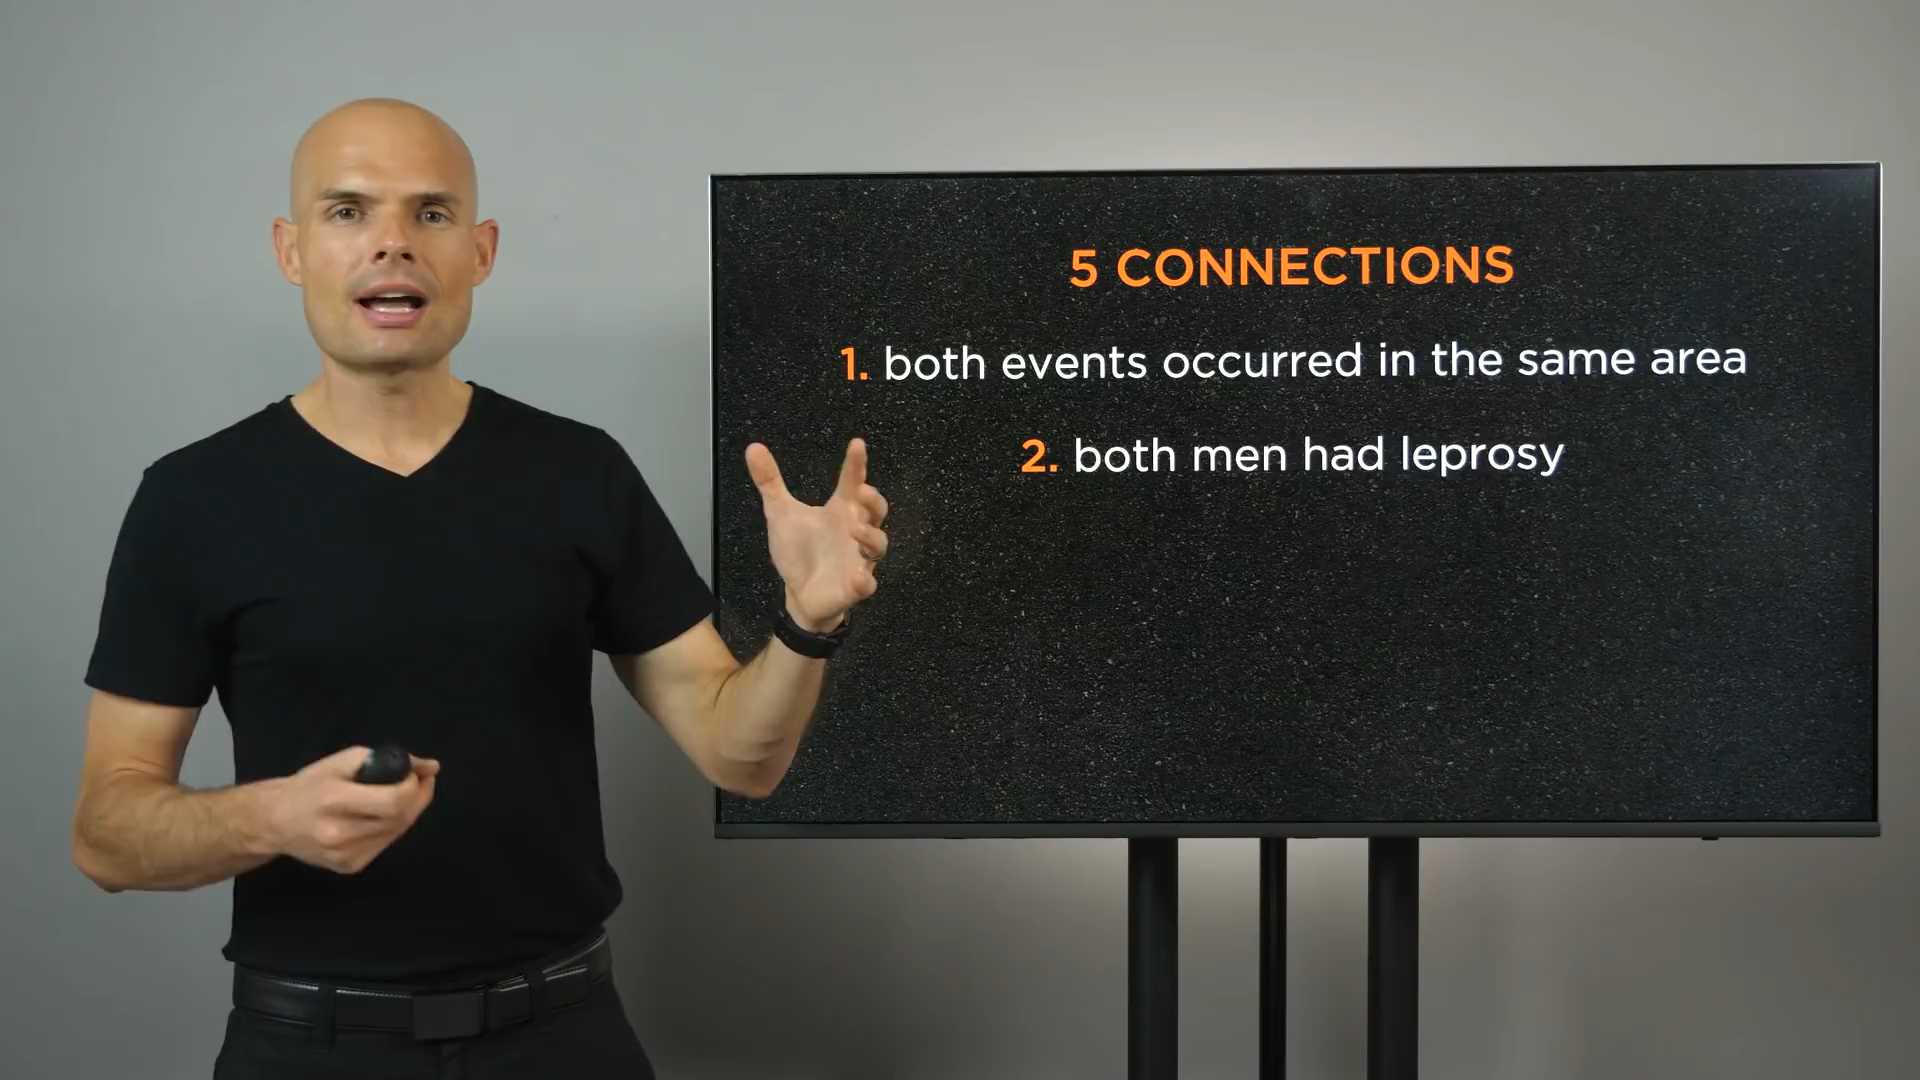 5 CONNECTIONS
1. both events occurred in the same area
2. both men had leprosy